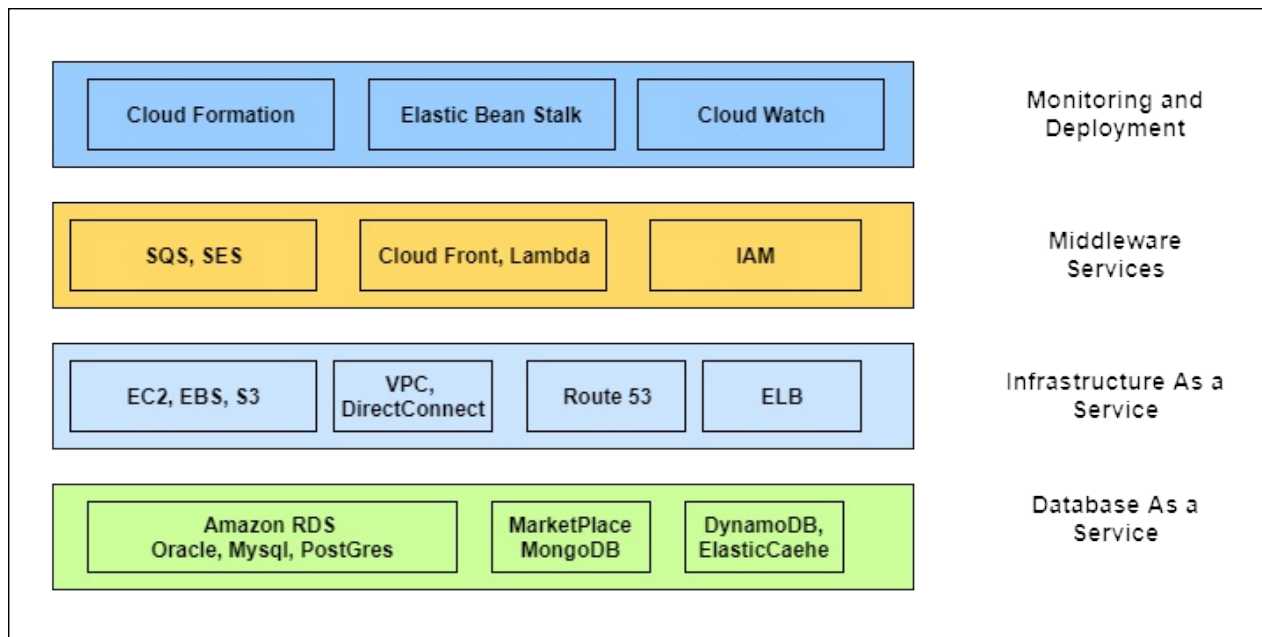 Cloud Formation
Elastic Bean Stalk
Cloud Watch
Monitoring and
Deployment
SQS, SES
Cloud Front, Lambda
IAM
Middleware
Services
EC2, EBS, S3
VPC,
DirectConnect
Route 53
ELB
Infrastructure As a
Service
Amazon RDS
Oracle, Mysql, PostGres
MarketPlace
MongoDB
DynamoDB,
ElasticCaehe
Database As a
Service